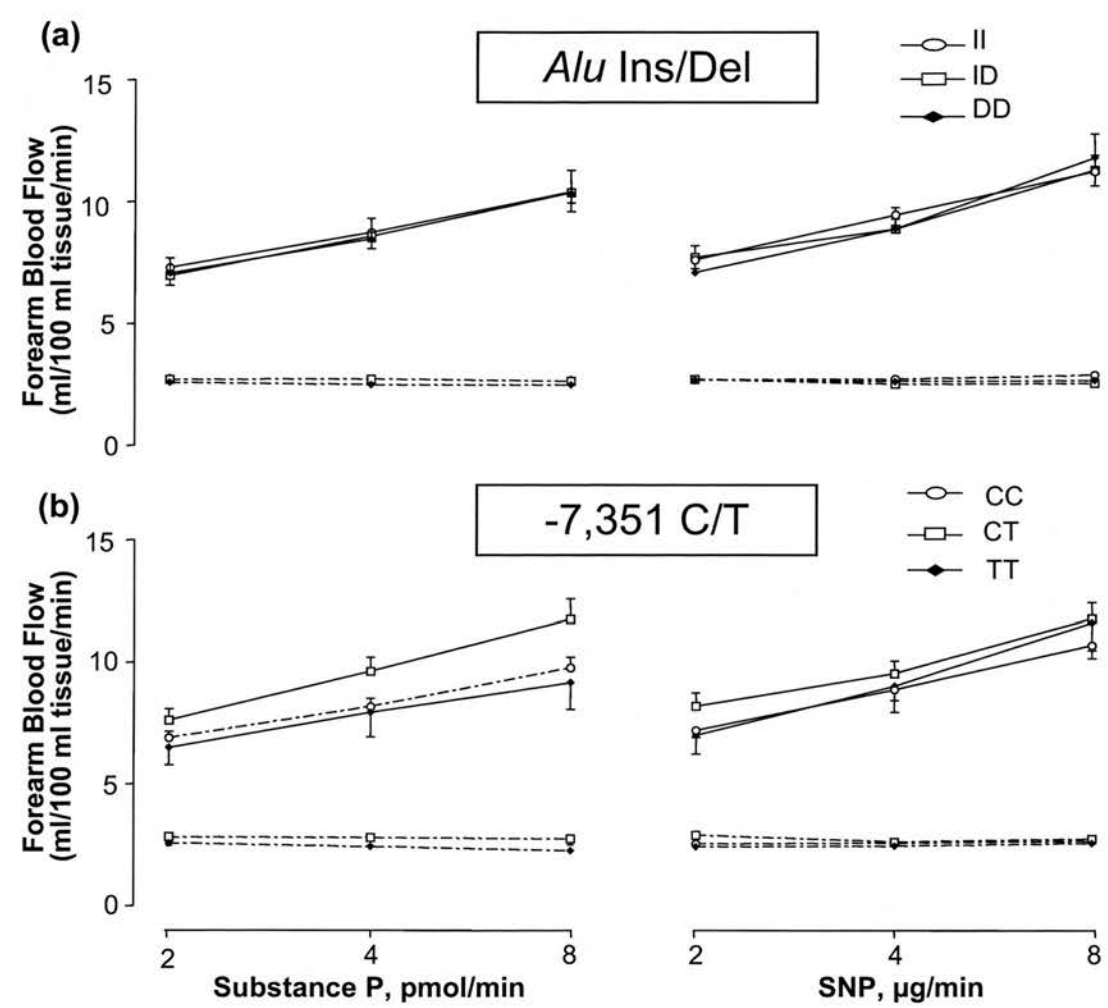 (a)
Alu Ins/Del
II
ID
DD
Forearm Blood Flow
(ml/100 ml tissue/min)
15
10
5
0
(b)
-7,351 C/T
CC
CT
TT
Forearm Blood Flow
(ml/100 ml tissue/min)
15
10
5
0
2 4 8 2 4 8
Substance P, pmol/min SNP, µg/min